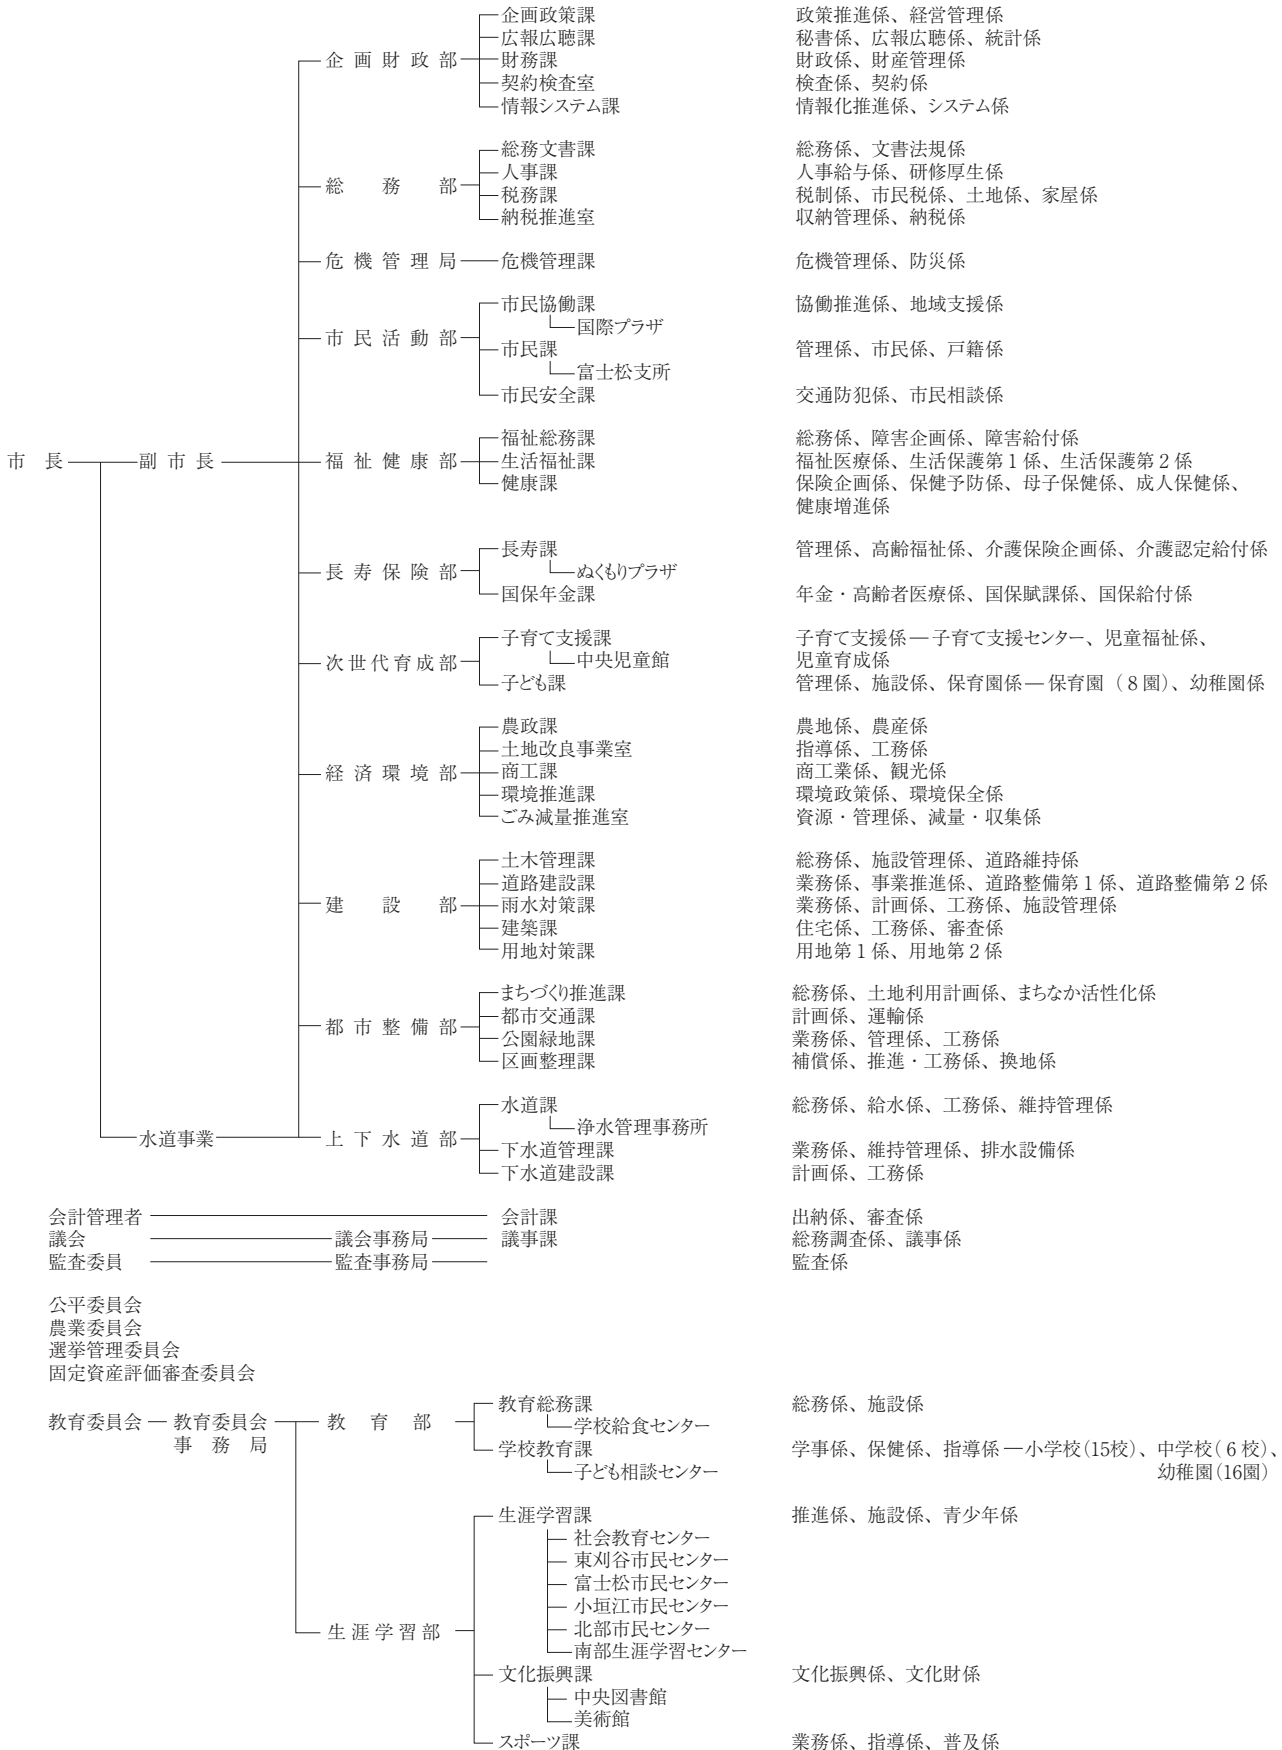 企画政策課 政策推進係、経営管理係
広報広聴課 秘書係、広報広聴係、統計係
企画財政部 財務課 財政係、財産管理係
契約検査室 検査係、契約係
情報システム課 情報化推進係、システム係
総務文書課 総務係、文書法規係
人事課 人事給与係、研修厚生係
総務部 税務課 税制係、市民税係、土地係、家屋係
納税推進室 収納管理係、納税係
危機管理局 危機管理課 危機管理係、防災係
市民協働課 協働推進係、地域支援係
国際プラザ
市民活動部 市民課 管理係、市民係、戸籍係
富士松支所
市民安全課 交通防犯係、市民相談係
福祉総務課 総務係、障害企画係、障害給付係
市長 副市長 福祉健康部 生活福祉課 福祉医療係、生活保護第1係、生活保護第2係
健康課 保険企画係、保健予防係、母子保健係、成人保健係、
健康増進係
長寿課 管理係、高齢福祉係、介護保険企画係、介護認定給付係
長寿保険部 ぬくもりプラザ
国保年金課 年金・高齢者医療係、国保賦課係、国保給付係
子育て支援課 子育て支援係―子育て支援センター、児童福祉係、
次世代育成部 中央児童館 児童育成係
子ども課 管理係、施設係、保育園係―保育園(8園)、幼稚園係
農政課 農地係、農産係
土地改良事業室 指導係、工務係
経済環境部 商工課 商工業係、観光係
環境推進課 環境政策係、環境保全係
ごみ減量推進室 資源・管理係、減量・収集係
土木管理課 総務係、施設管理係、道路維持係
道路建設課 業務係、事業推進係、道路整備第1係、道路整備第2係
建設部 雨水対策課 業務係、計画係、工務係、施設管理係
建築課 住宅係、工務係、審査係
用地対策課 用地第1係、用地第2係
まちづくり推進課 総務係、土地利用計画係、まちなか活性化係
都市整備部 都市交通課 計画係、運輸係
公園緑地課 業務係、管理係、工務係
区画整理課 補償係、推進・工務係、換地係
水道課 総務係、給水係、工務係、維持管理係
浄水管理事務所
水道事業 上下水道部 下水道管理課 業務係、維持管理係、排水設備係
下水道建設課 計画係、工務係
会計管理者 会計課 出納係、審査係
議会 議会事務局 議事課 総務調査係、議事係
監査委員 監査事務局 監査係
公平委員会
農業委員会
選挙管理委員会
固定資産評価審査委員会
教育総務課 総務係、施設係
教育委員会 教育委員会 教育部 学校給食センター
事務局 学校教育課 学事係、保健係、指導係―小学校(15校)、中学校(6校)、
子ども相談センター 幼稚園(16園)
生涯学習課 推進係、施設係、青少年係
社会教育センター
東刈谷市民センター
富士松市民センター
小垣江市民センター
生涯学習部 北部市民センター
南部生涯学習センター
文化振興課 文化振興係、文化財係
中央図書館
美術館
スポーツ課 業務係、指導係、普及係